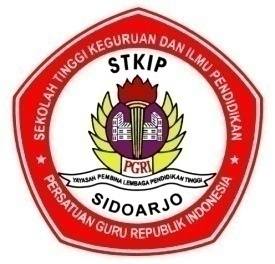 SEKOLAH TINGGI KEGURUAN DAN ILMU PENDIDIKAN
STKIP
PGRI
YAYASAN PEMBINA LEMBAGA PENDIDIKAN TINGGI
SIDOARJO
PERSATUAN GURU REPUBLIK INDONESIA